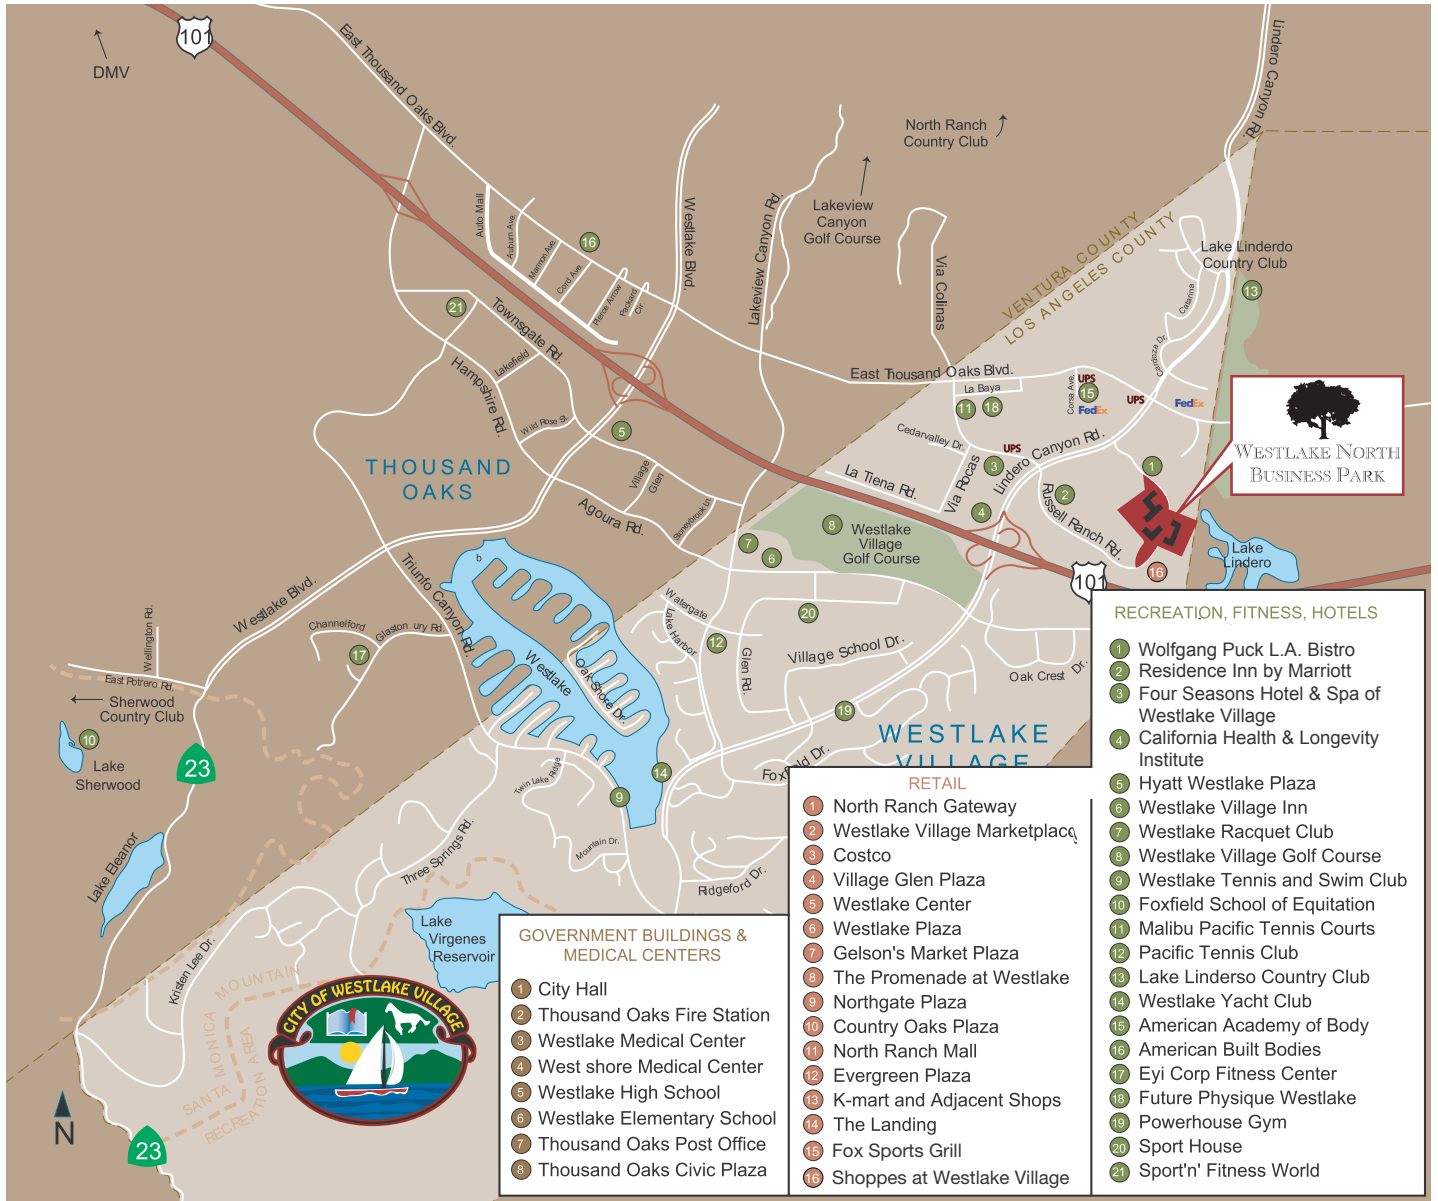 101
DMV
East Thousand Oaks Blvd.
Lindero Canyon Rd.
North Ranch
Country Club
Auto Mall
Auburn Ave.
Marmon Ave.
Cord Ave.
Pierce Arrow
Packard
Cir.
16
Westlake Blvd.
Lakeview Canyon Rd.
Lakeview
Canyon
Golf Course
Via Colinas
VENTURA COUNTY
LOS ANGELES COUNTY
Lake Linderdo
Country Club
13
Catarina
Cardoza Dr.
21
Townsgate Rd.
Lakefield
Hampshire Rd.
Wild Rose St.
5
East Thousand Oaks Blvd.
La Baya
11
18
Corsa Ave.
UPS
15
FedEx
UPS
FedEx
WESTLAKE NORTH
BUSINESS PARK
Cedarvalley Dr.
UPS
3
Lindero Canyon Rd.
1
THOUSAND
OAKS
Village
Glen
La Tiena Rd.
Via Rocas
4
2
Russell Ranch Rd.
Agoura Rd.
Stoneybrook Ln.
7
6
8
Westlake
Village
Golf Course
16
101
Lake
Lindero
b
Triunfo Canyon Rd.
Westlake Blvd.
Watergate
Lake Harbor
12
Glen Rd.
20
Village School Dr.
Oak Crest Dr.
Wellington Rd.
Channelford
Glaston ury Rd.
17
East Potrero Rd.
Sherwood
Country Club
10
Lake
Sherwood
23
Westlake
Oak Shore Dr.
19
WESTLAKE
VILLAGE
Foxfield Dr.
14
9
Twin Lake Ridge
Mountain Dr.
Three Springs Rd.
Ridgeford Dr.
Lake Eleanor
Lake
Virgenes
Reservoir
Kristen Lee Dr.
SANTA MONICA MOUNTAIN
RECREATION AREA
CITY OF WESTLAKE VILLAGE
N
23
GOVERNMENT BUILDINGS &
MEDICAL CENTERS
1 City Hall
2 Thousand Oaks Fire Station
3 Westlake Medical Center
4 West shore Medical Center
5 Westlake High School
6 Westlake Elementary School
7 Thousand Oaks Post Office
8 Thousand Oaks Civic Plaza
RETAIL
1 North Ranch Gateway
2 Westlake Village Marketplace
3 Costco
4 Village Glen Plaza
5 Westlake Center
6 Westlake Plaza
7 Gelson's Market Plaza
8 The Promenade at Westlake
9 Northgate Plaza
10 Country Oaks Plaza
11 North Ranch Mall
12 Evergreen Plaza
13 K-mart and Adjacent Shops
14 The Landing
15 Fox Sports Grill
16 Shoppes at Westlake Village
RECREATION, FITNESS, HOTELS
1 Wolfgang Puck L.A. Bistro
2 Residence Inn by Marriott
3 Four Seasons Hotel & Spa of
Westlake Village
4 California Health & Longevity
Institute
5 Hyatt Westlake Plaza
6 Westlake Village Inn
7 Westlake Racquet Club
8 Westlake Village Golf Course
9 Westlake Tennis and Swim Club
10 Foxfield School of Equitation
11 Malibu Pacific Tennis Courts
12 Pacific Tennis Club
13 Lake Linderso Country Club
14 Westlake Yacht Club
15 American Academy of Body
16 American Built Bodies
17 Eyi Corp Fitness Center
18 Future Physique Westlake
19 Powerhouse Gym
20 Sport House
21 Sport'n' Fitness World